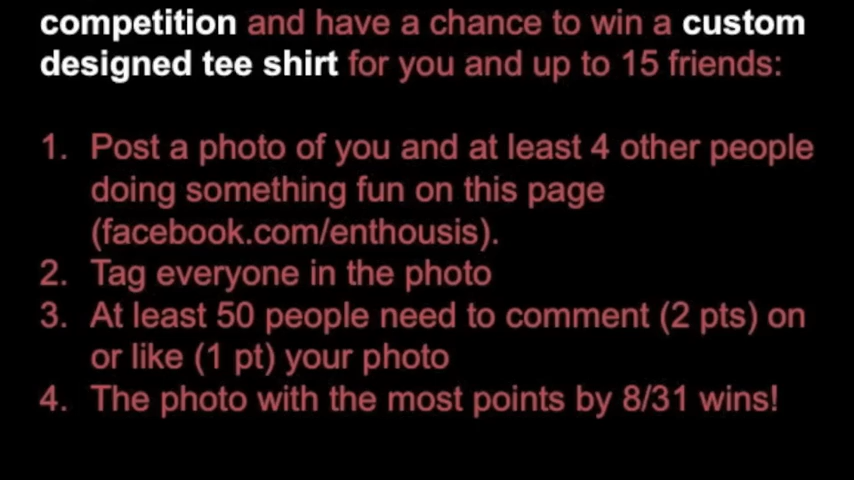 competition and have a chance to win a custom
designed tee shirt for you and up to 15 friends:
1. Post a photo of you and at least 4 other people
doing something fun on this page
(facebook.com/enthousis).
2. Tag everyone in the photo
3. At least 50 people need to comment (2 pts) on
or like (1 pt) your photo
4. The photo with the most points by 8/31 wins!